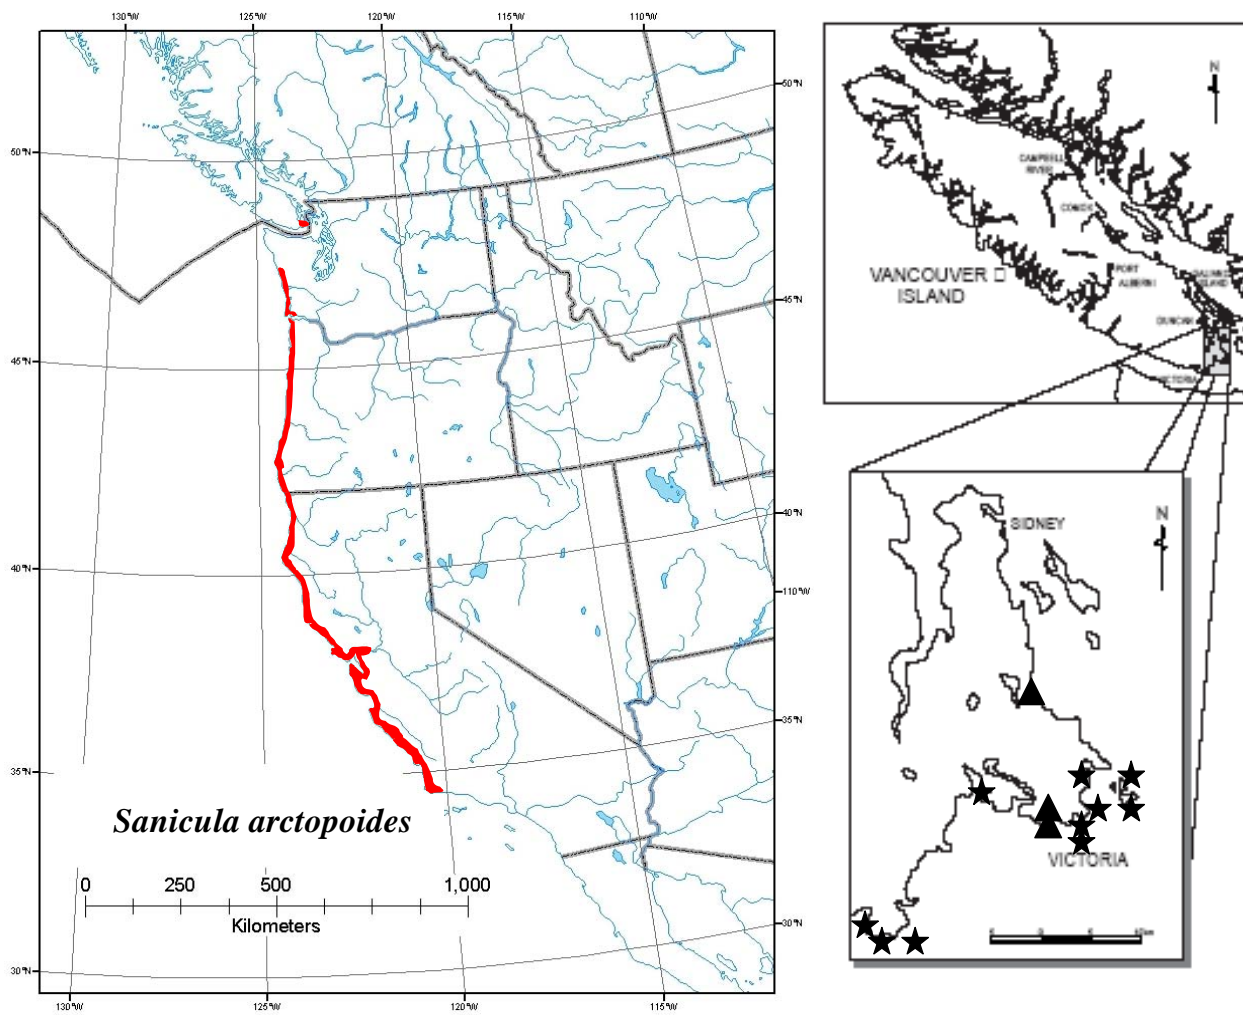 130°W 125°W 120°W 115°W 110°W
50°N
50°N
45°N
45°N
40°N
40°N
110°W
35°N
35°N
30°N
30°N
130°W 125°W 120°W 115°W
Sanicula arctopoides
0 250 500 1,000
Kilometers
N
CAMPBELL
RIVER
COMOX
VANCOUVER
ISLAND
PORT
ALBERNI
ISLAND
DUNCAN
VICTORIA
SIDNEY
N
VICTORIA